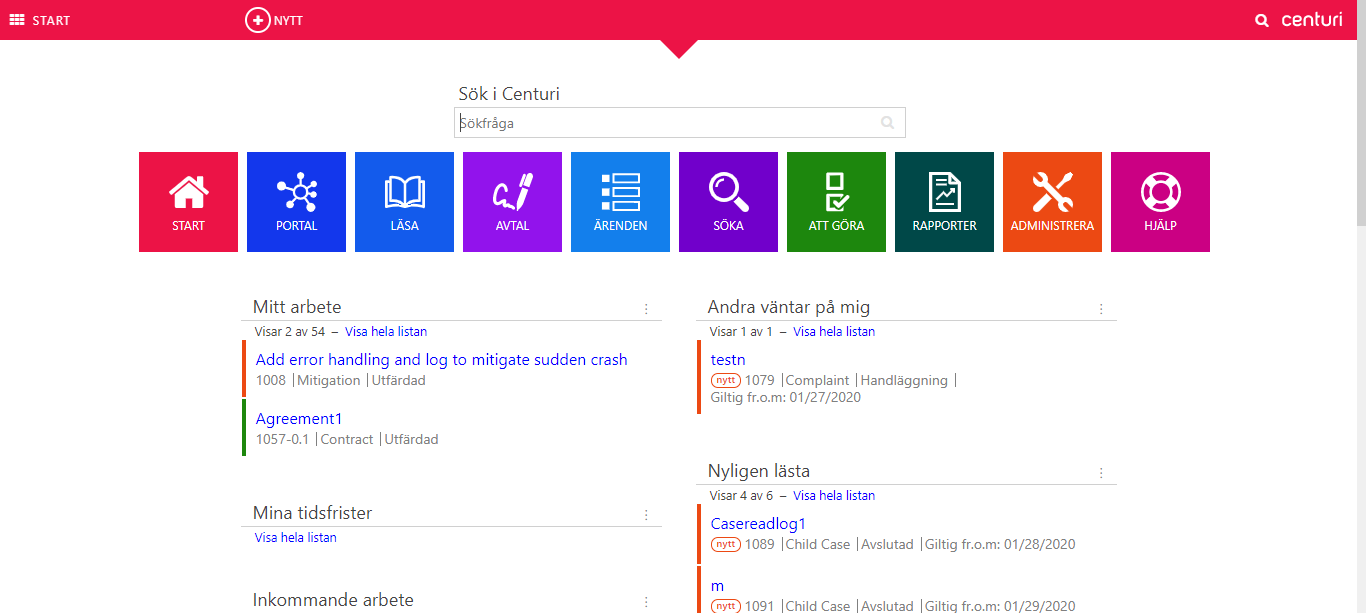 START
NYTT
centuri
Sök i Centuri
Sökfråga
START
PORTAL
LÄSA
AVTAL
ÄRENDEN
SÖKA
ATT GÖRA
RAPPORTER
ADMINISTRERA
HJÄLP
Mitt arbete
Visar 2 av 54 – Visa hela listan
Add error handling and log to mitigate sudden crash
1008 |Mitigation |Utfärdad
Agreement1
1057-0.1 |Contract |Utfärdad
Mina tidsfrister
Visa hela listan
Inkommande arbete
Andra väntar på mig
Visar 1 av 1 – Visa hela listan
testn
nytt 1079 |Complaint |Handläggning |
Giltig fr.o.m: 01/27/2020
Nyligen lästa
Visar 4 av 6 – Visa hela listan
Casereadlog1
nytt 1089 |Child Case |Avslutad |Giltig fr.o.m: 01/28/2020
m
nytt 1091 |Child Case |Avslutad |Giltig fr.o.m: 01/29/2020